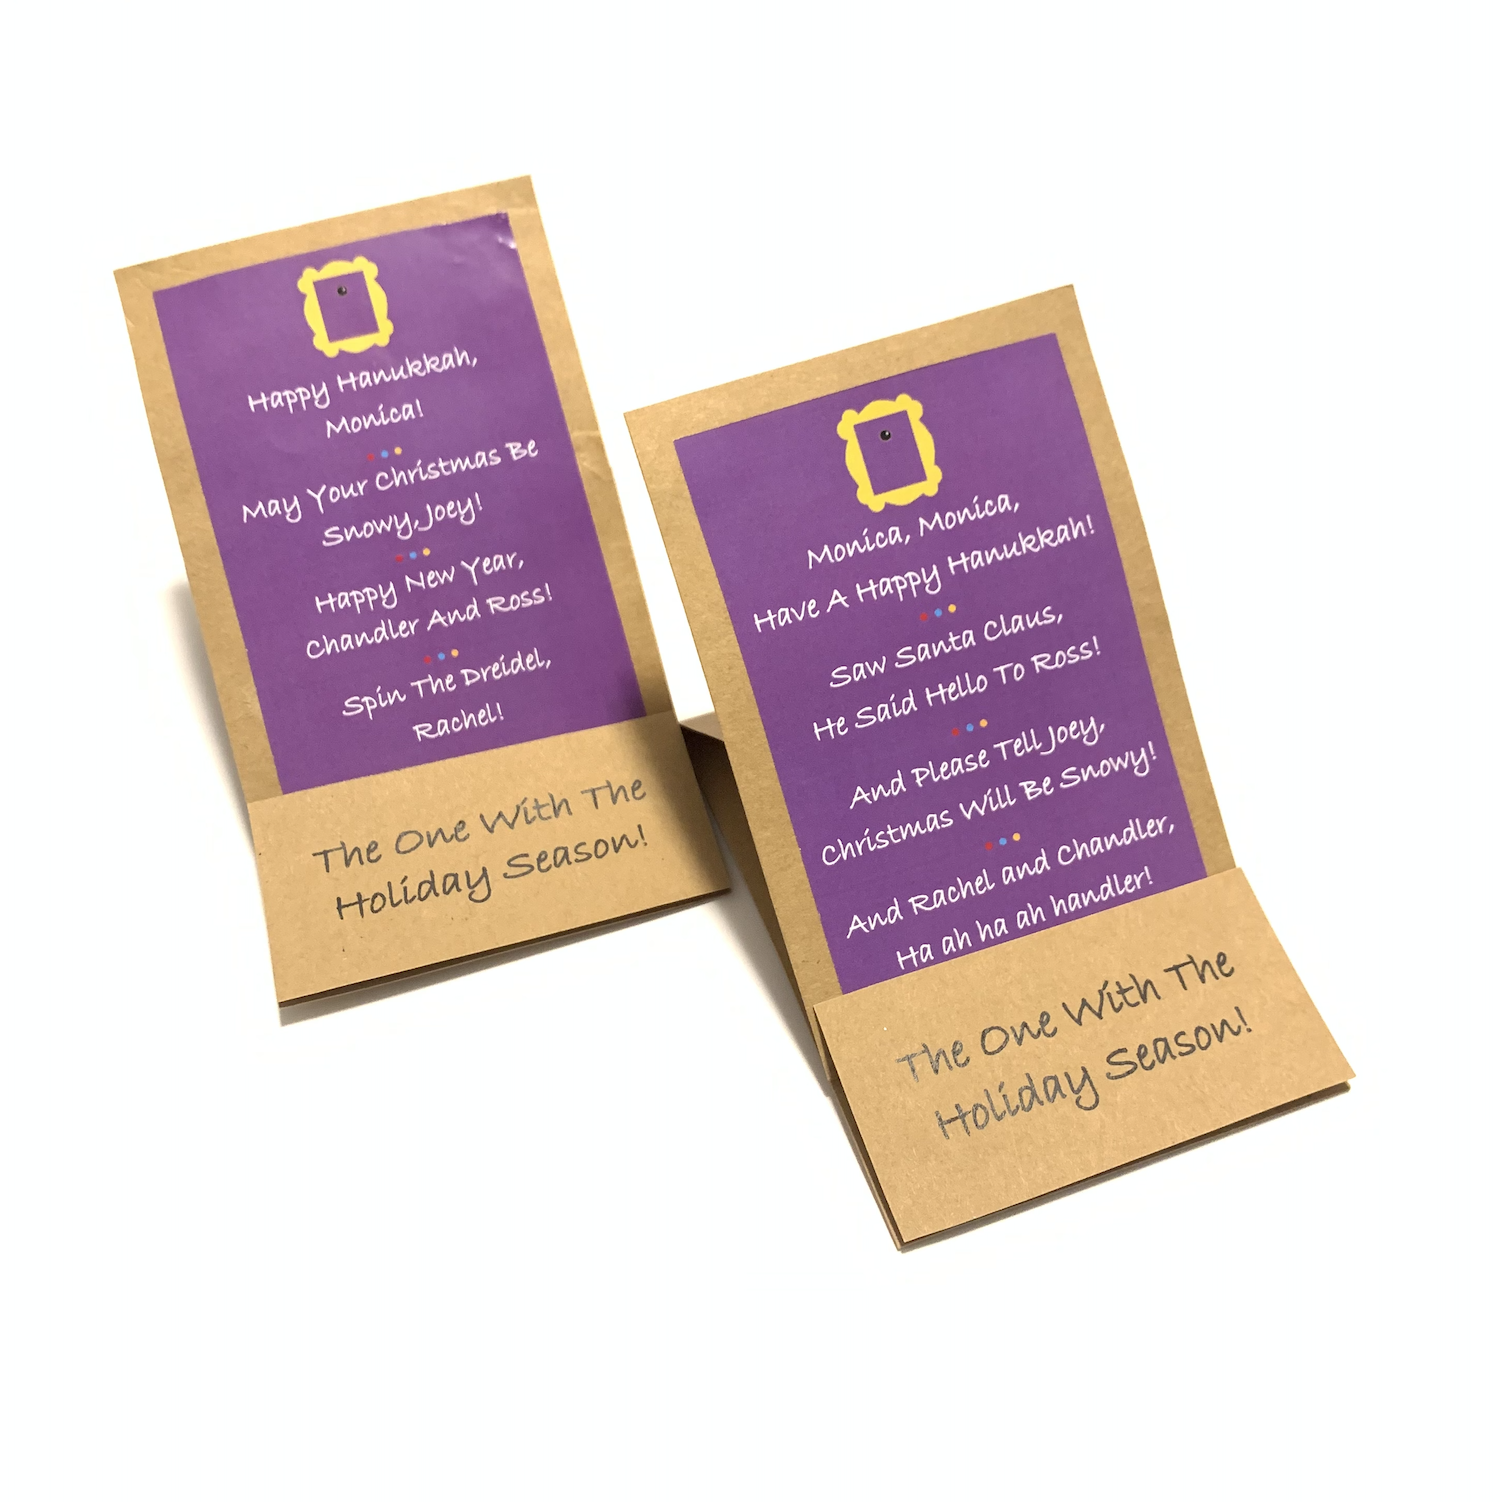 Happy Hanukkah,
Monica!
May Your Christmas Be
Snowy, Joey!
Happy New Year,
Chandler And Ross!
Spin The Dreidel,
Rachel!
The One With The
Holiday Season!
Monica, Monica,
Have A Happy Hanukkah!
Saw Santa Claus,
He Said Hello To Ross!
And Please Tell Joey,
Christmas Will Be Snowy!
And Rachel and Chandler,
Ha ah ha ah handler!
The One With The
Holiday Season!